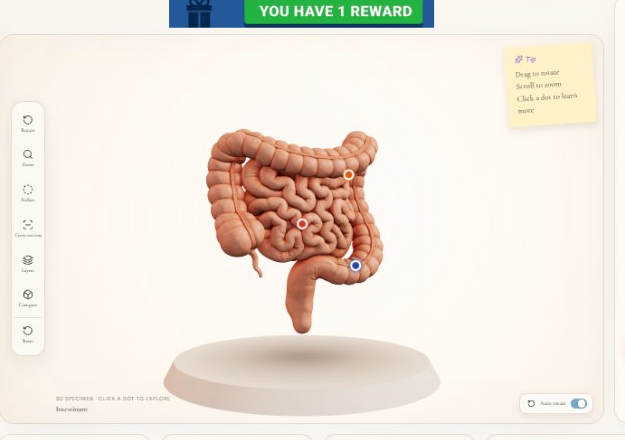 YOU HAVE 1 REWARD
Tip
Drag to rotate
Scroll to zoom
Click a dot to learn
more
Rotate
Zoom
Isolate
Cross-section
Layers
Compare
Reset
3D SPECIMEN · CLICK A DOT TO EXPLORE
Intestines
Auto-rotate